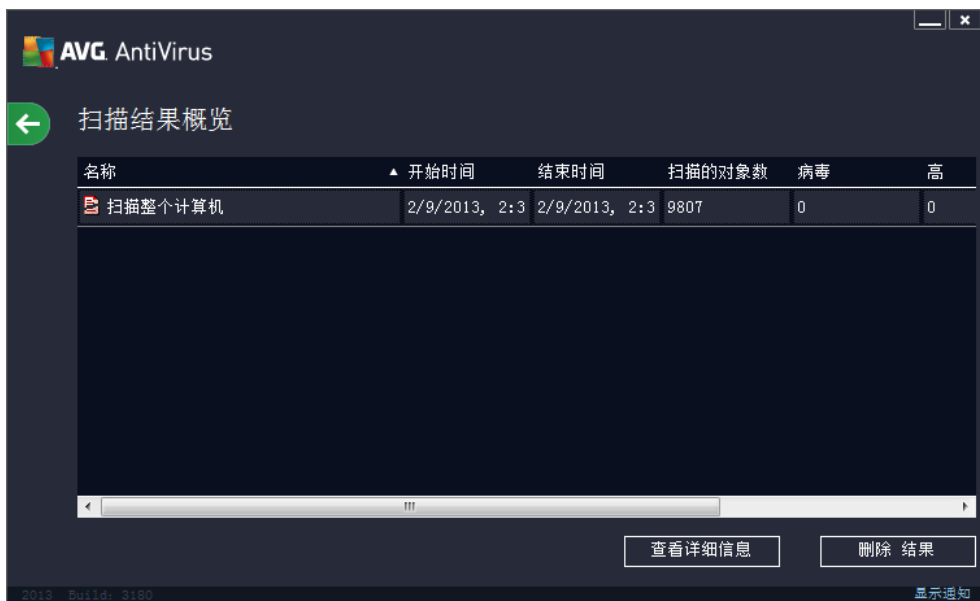 AVG. AntiVirus
扫描结果概览
名称 开始时间 结束时间 扫描的对象数 病毒 高
扫描整个计算机 2/9/2013, 2:3 2/9/2013, 2:3 9807 0 0
查看详细信息 删除 结果
2013 Build: 3180 显示通知